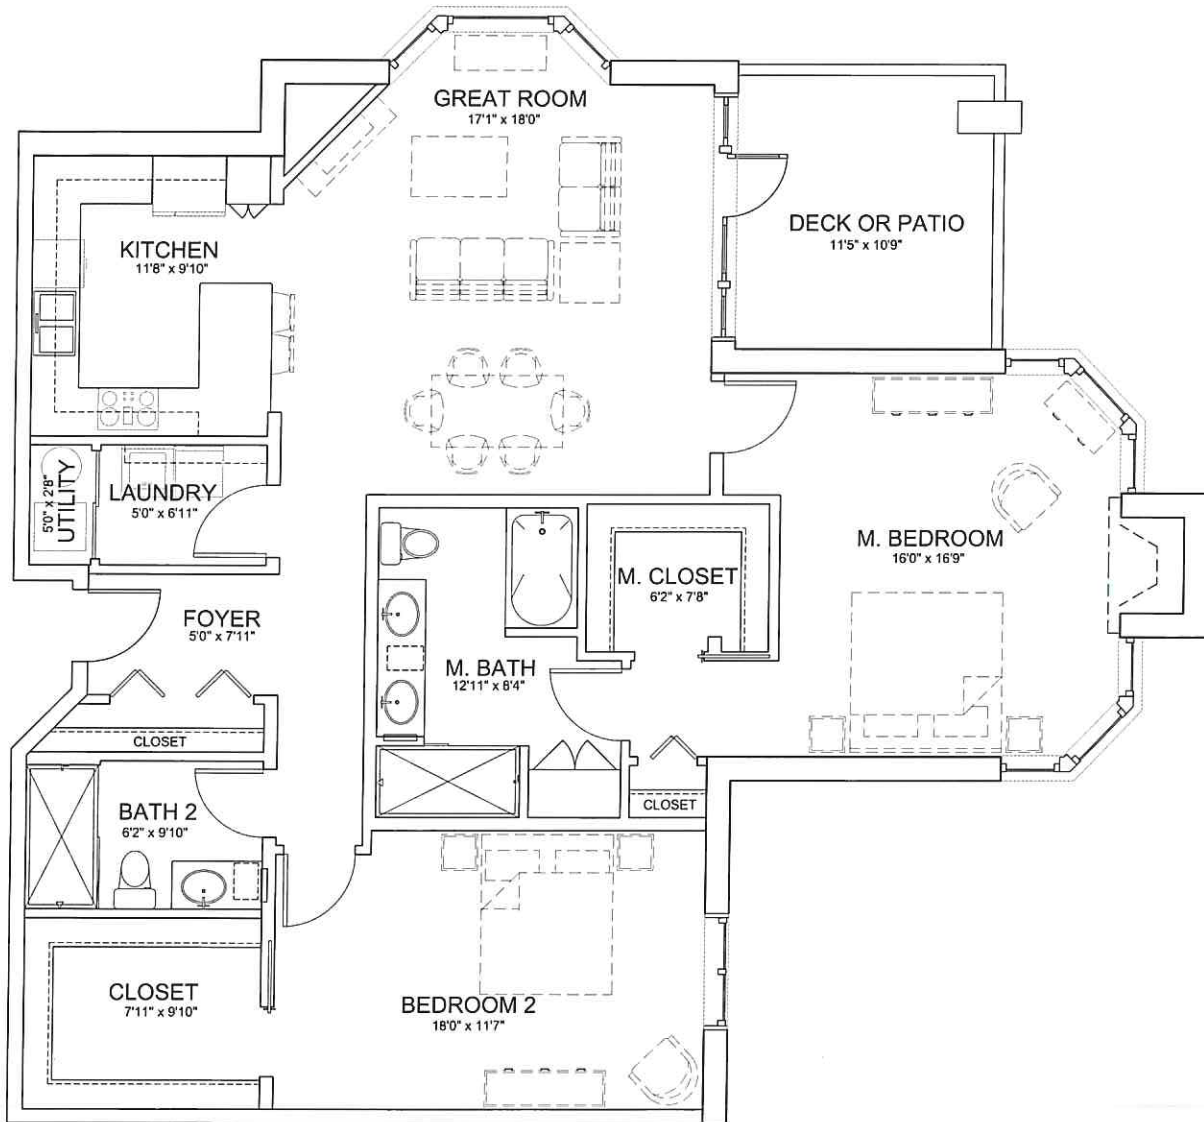 GREAT ROOM
17'1" x 18'0"
DECK OR PATIO
11'5" x 10'9"
KITCHEN
11'8" x 9'10"
UTILITY
5'0" x 2'8"
LAUNDRY
5'0" x 6'11"
M. BEDROOM
16'0" x 16'9"
M. CLOSET
6'2" x 7'8"
FOYER
5'0" x 7'11"
M. BATH
12'11" x 8'4"
CLOSET
CLOSET
BATH 2
6'2" x 9'10"
CLOSET
7'11" x 9'10"
BEDROOM 2
18'0" x 11'7"